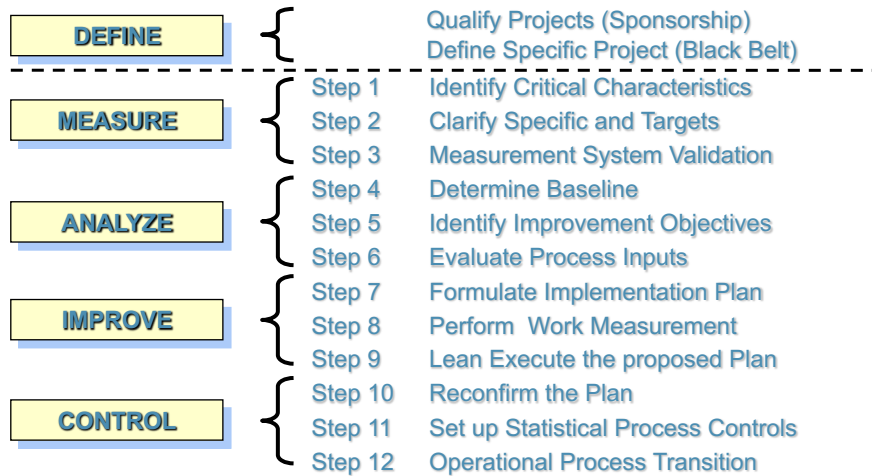 DEFINE
Qualify Projects (Sponsorship)
Define Specific Project (Black Belt)
MEASURE
Step 1 Identify Critical Characteristics
Step 2 Clarify Specific and Targets
Step 3 Measurement System Validation
ANALYZE
Step 4 Determine Baseline
Step 5 Identify Improvement Objectives
Step 6 Evaluate Process Inputs
IMPROVE
Step 7 Formulate Implementation Plan
Step 8 Perform Work Measurement
Step 9 Lean Execute the proposed Plan
CONTROL
Step 10 Reconfirm the Plan
Step 11 Set up Statistical Process Controls
Step 12 Operational Process Transition